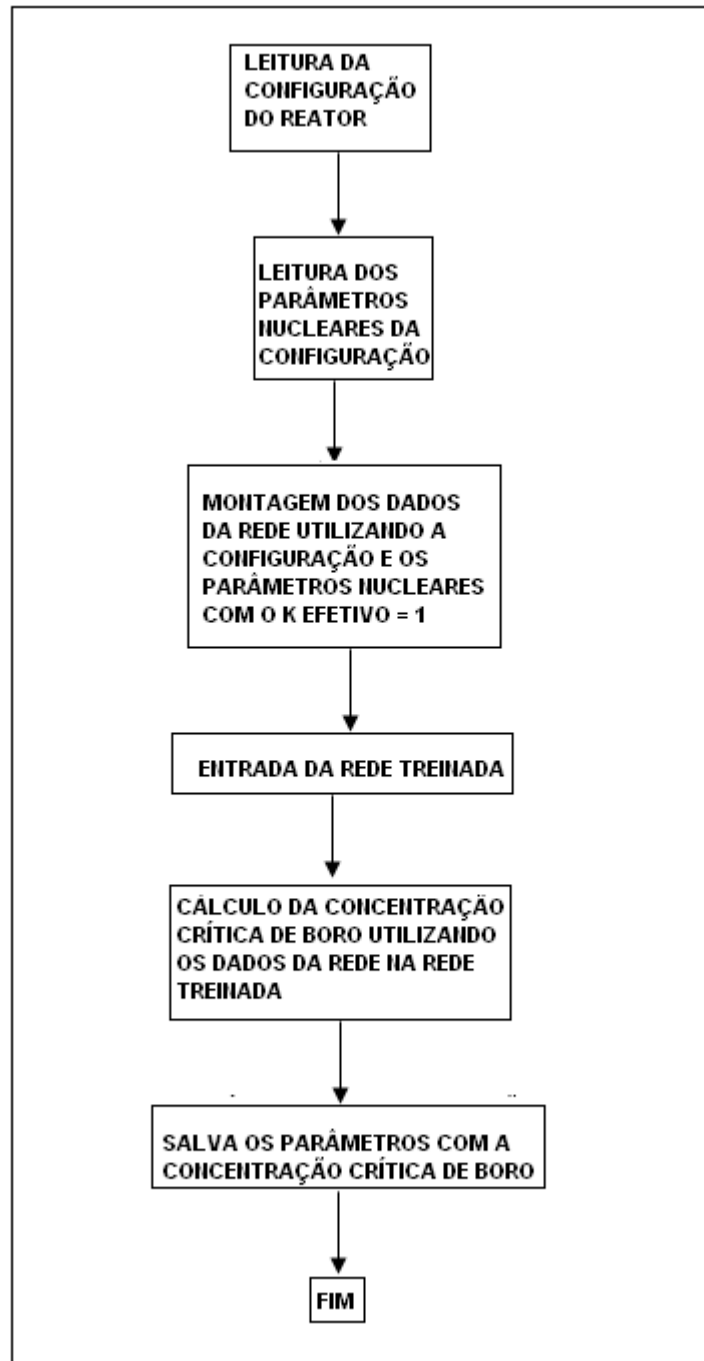 LEITURA DA
CONFIGURAÇÃO
DO REATOR
LEITURA DOS
PARÂMETROS
NUCLEARES DA
CONFIGURAÇÃO
MONTAGEM DOS DADOS
DA REDE UTILIZANDO A
CONFIGURAÇÃO E OS
PARÂMETROS NUCLEARES
COM O K EFETIVO = 1
ENTRADA DA REDE TREINADA
CÁLCULO DA CONCENTRAÇÃO
CRÍTICA DE BORO UTILIZANDO
OS DADOS DA REDE NA REDE
TREINADA
SALVA OS PARÂMETROS COM A
CONCENTRAÇÃO CRÍTICA DE BORO
FIM